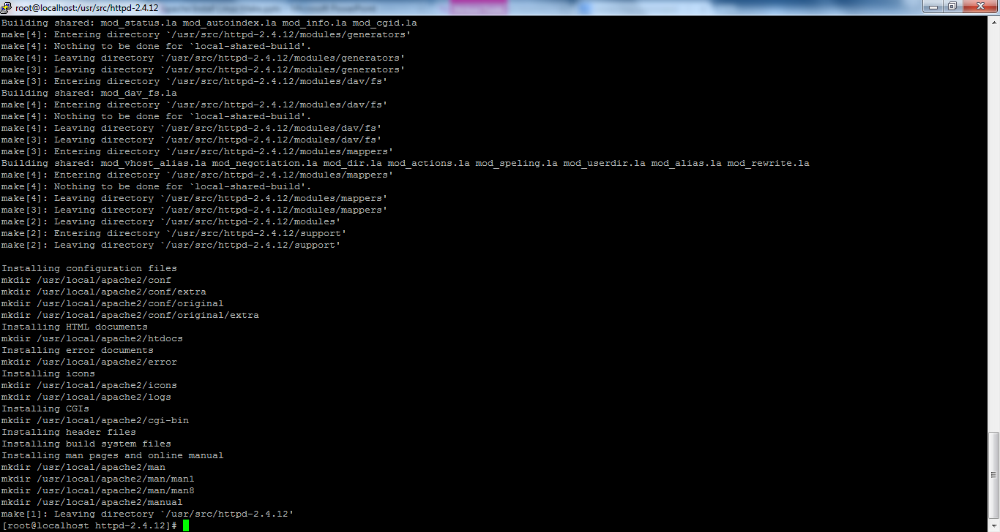 root@localhost:/usr/src/httpd-2.4.12
Building shared: mod_status.la mod_autoindex.la mod_info.la mod_cgid.la
make[4]: Entering directory `/usr/src/httpd-2.4.12/modules/generators'
make[4]: Nothing to be done for `local-shared-build'.
make[4]: Leaving directory `/usr/src/httpd-2.4.12/modules/generators'
make[3]: Leaving directory `/usr/src/httpd-2.4.12/modules/generators'
make[3]: Entering directory `/usr/src/httpd-2.4.12/modules/dav/fs'
Building shared: mod_dav_fs.la
make[4]: Entering directory `/usr/src/httpd-2.4.12/modules/dav/fs'
make[4]: Nothing to be done for `local-shared-build'.
make[4]: Leaving directory `/usr/src/httpd-2.4.12/modules/dav/fs'
make[3]: Leaving directory `/usr/src/httpd-2.4.12/modules/dav/fs'
make[3]: Entering directory `/usr/src/httpd-2.4.12/modules/mappers'
Building shared: mod_vhost_alias.la mod_negotiation.la mod_dir.la mod_actions.la mod_speling.la mod_userdir.la mod_alias.la mod_rewrite.la
make[4]: Entering directory `/usr/src/httpd-2.4.12/modules/mappers'
make[4]: Nothing to be done for `local-shared-build'.
make[4]: Leaving directory `/usr/src/httpd-2.4.12/modules/mappers'
make[3]: Leaving directory `/usr/src/httpd-2.4.12/modules/mappers'
make[2]: Leaving directory `/usr/src/httpd-2.4.12/modules'
make[2]: Entering directory `/usr/src/httpd-2.4.12/support'
make[2]: Leaving directory `/usr/src/httpd-2.4.12/support'
Installing configuration files
mkdir /usr/local/apache2/conf
mkdir /usr/local/apache2/conf/extra
mkdir /usr/local/apache2/conf/original
mkdir /usr/local/apache2/conf/original/extra
Installing HTML documents
mkdir /usr/local/apache2/htdocs
Installing error documents
mkdir /usr/local/apache2/error
Installing icons
mkdir /usr/local/apache2/icons
mkdir /usr/local/apache2/logs
Installing CGIs
mkdir /usr/local/apache2/cgi-bin
Installing header files
Installing build system files
Installing man pages and online manual
mkdir /usr/local/apache2/man
mkdir /usr/local/apache2/man/man1
mkdir /usr/local/apache2/man/man8
mkdir /usr/local/apache2/manual
make[1]: Leaving directory `/usr/src/httpd-2.4.12'
[root@localhost httpd-2.4.12]#